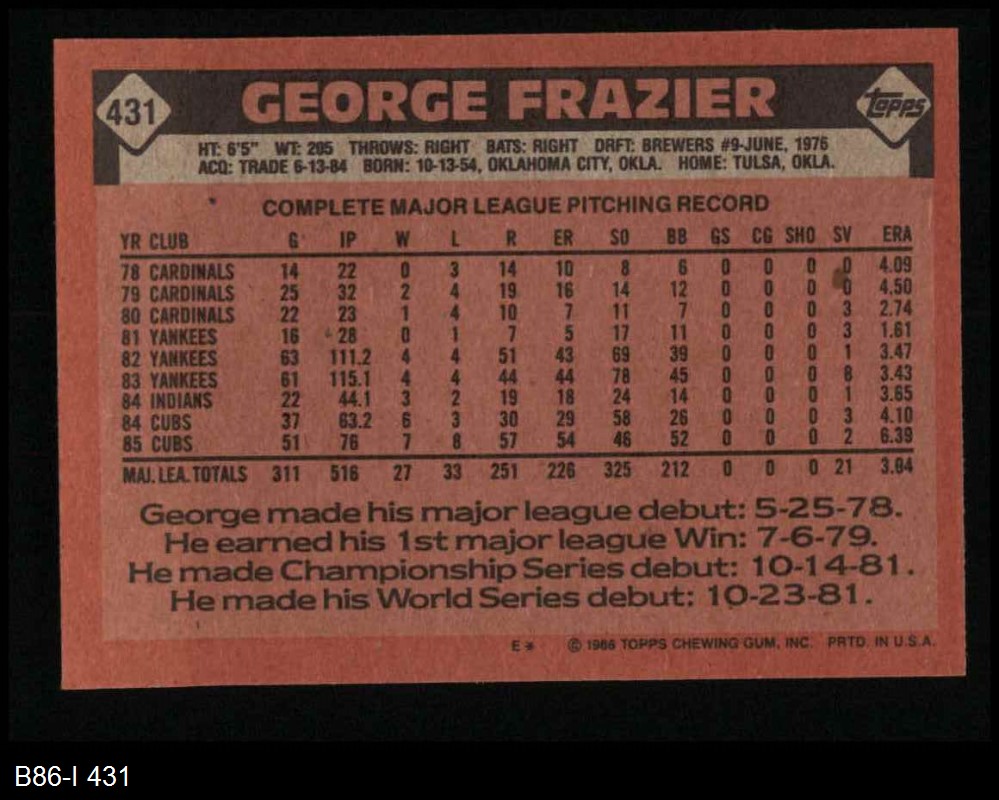 431
GEORGE FRAZIER
topps
HT: 6'5" WT: 205 THROWS: RIGHT BATS: RIGHT DRFT: BREWERS #9-JUNE, 1976
ACQ: TRADE 6-13-84 BORN: 10-13-54, OKLAHOMA CITY, OKLA. HOME: TULSA, OKLA.
COMPLETE MAJOR LEAGUE PITCHING RECORD
YR CLUB G IP W L R ER SO BB GS CG SHO SV ERA
78 CARDINALS 14 22 0 3 14 10 8 6 0 0 0 0 4.09
79 CARDINALS 25 32 2 4 19 16 14 12 0 0 0 0 4.50
80 CARDINALS 22 23 1 4 10 7 11 7 0 0 0 3 2.74
81 YANKEES 16 28 0 1 7 5 17 11 0 0 0 3 1.61
82 YANKEES 63 111.2 4 4 51 43 69 39 0 0 0 1 3.47
83 YANKEES 61 115.1 4 4 44 44 78 45 0 0 0 8 3.43
84 INDIANS 22 44.1 3 2 19 18 24 14 0 0 0 1 3.65
84 CUBS 37 63.2 6 3 30 29 58 26 0 0 0 3 4.10
85 CUBS 51 76 7 8 57 54 46 52 0 0 0 2 6.39
MAJ. LEA. TOTALS 311 516 27 33 251 226 325 212 0 0 0 21 3.94
George made his major league debut: 5-25-78.
He earned his 1st major league Win: 7-6-79.
He made Championship Series debut: 10-14-81.
He made his World Series debut: 10-23-81.
E* © 1986 TOPPS CHEWING GUM, INC. PRTD. IN U.S.A.
B86-I 431